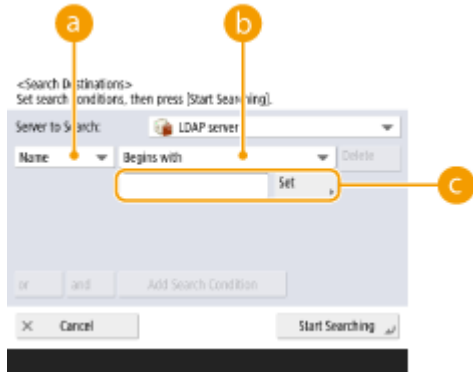 a b
<Search Destinations>
Set search conditions, then press [Start Searching].
Server to Search: LDAP server
Name Begins with Delete
Set
c
or and Add Search Condition
× Cancel Start Searching